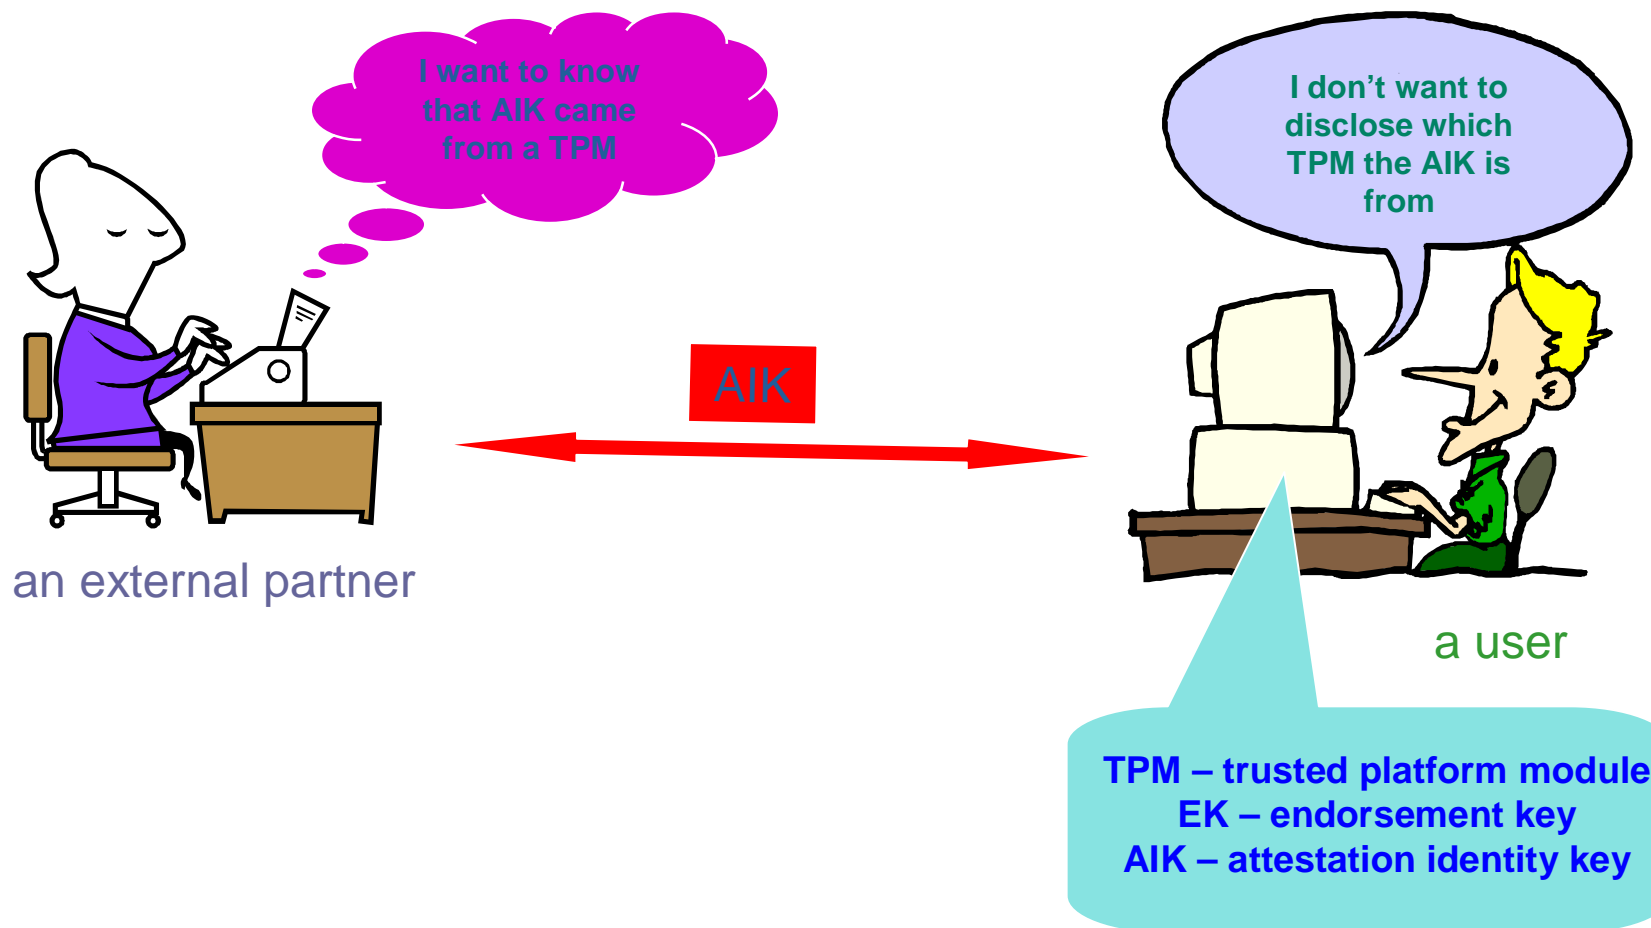 I want to know
that AIK came
from a TPM
I don’t want to
disclose which
TPM the AIK is
from
AIK
an external partner
a user
TPM – trusted platform module
EK – endorsement key
AIK – attestation identity key